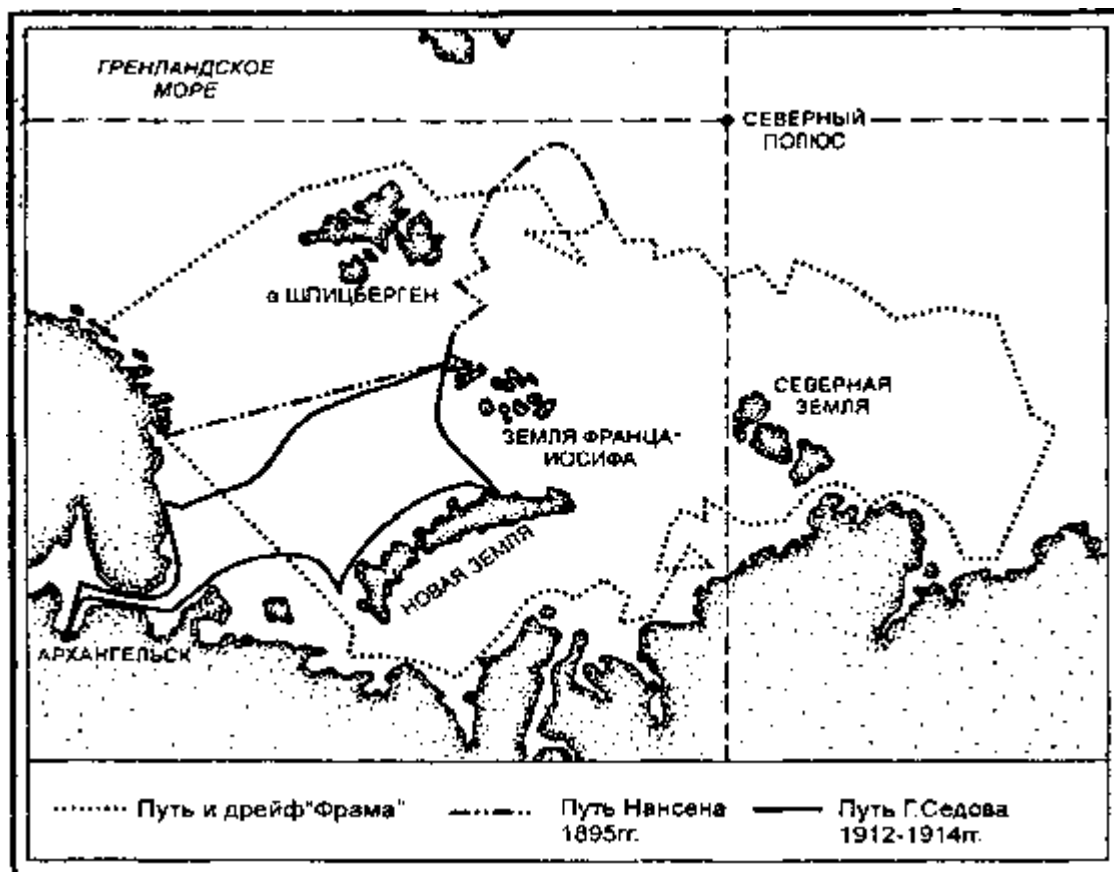 ГРЕНЛАНДСКОЕ
МОРЕ
СЕВЕРНЫЙ
ПОЛЮС
о ШПИЦБЕРГЕН
СЕВЕРНАЯ
ЗЕМЛЯ
ЗЕМЛЯ ФРАНЦА-
ИОСИФА
НОВАЯ ЗЕМЛЯ
АРХАНГЕЛЬСК
Путь и дрейф "Фрама"
Путь Нансена
1895гг.
Путь Г.Седова
1912-1914гг.